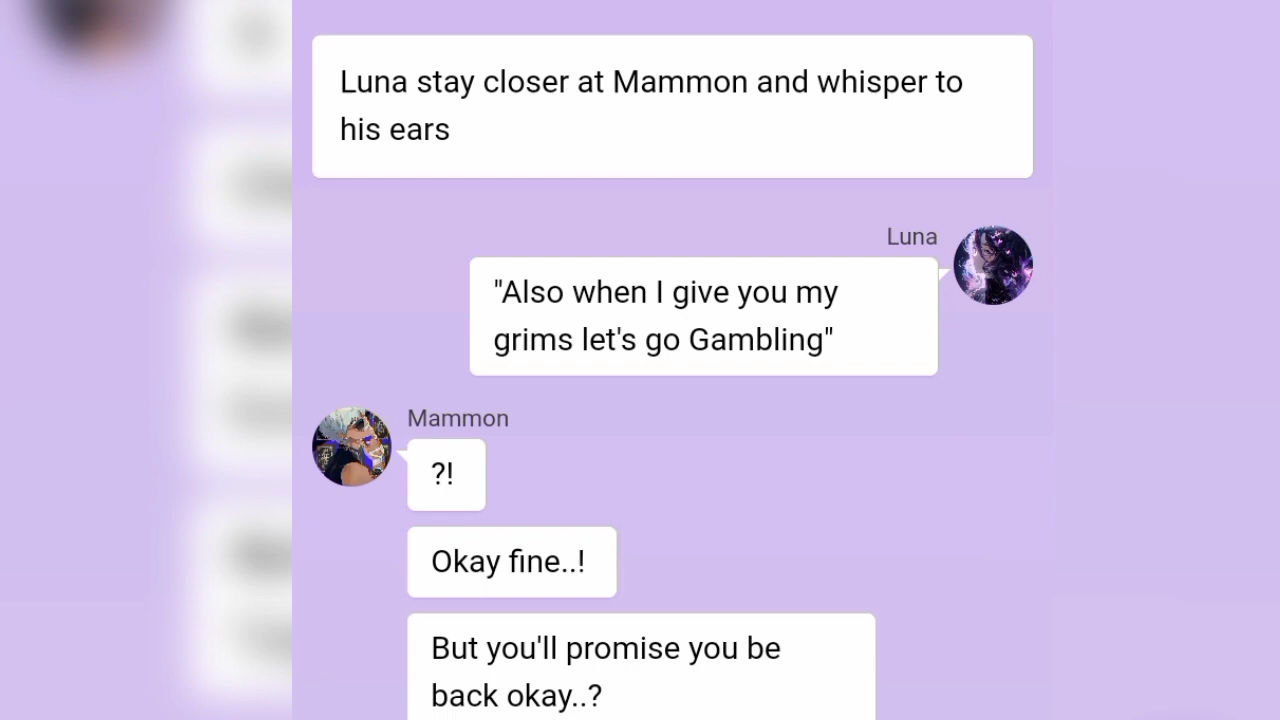 Luna stay closer at Mammon and whisper to
his ears
Luna
"Also when I give you my
grims let's go Gambling"
Mammon
?!
Okay fine..!
But you'll promise you be
back okay..?